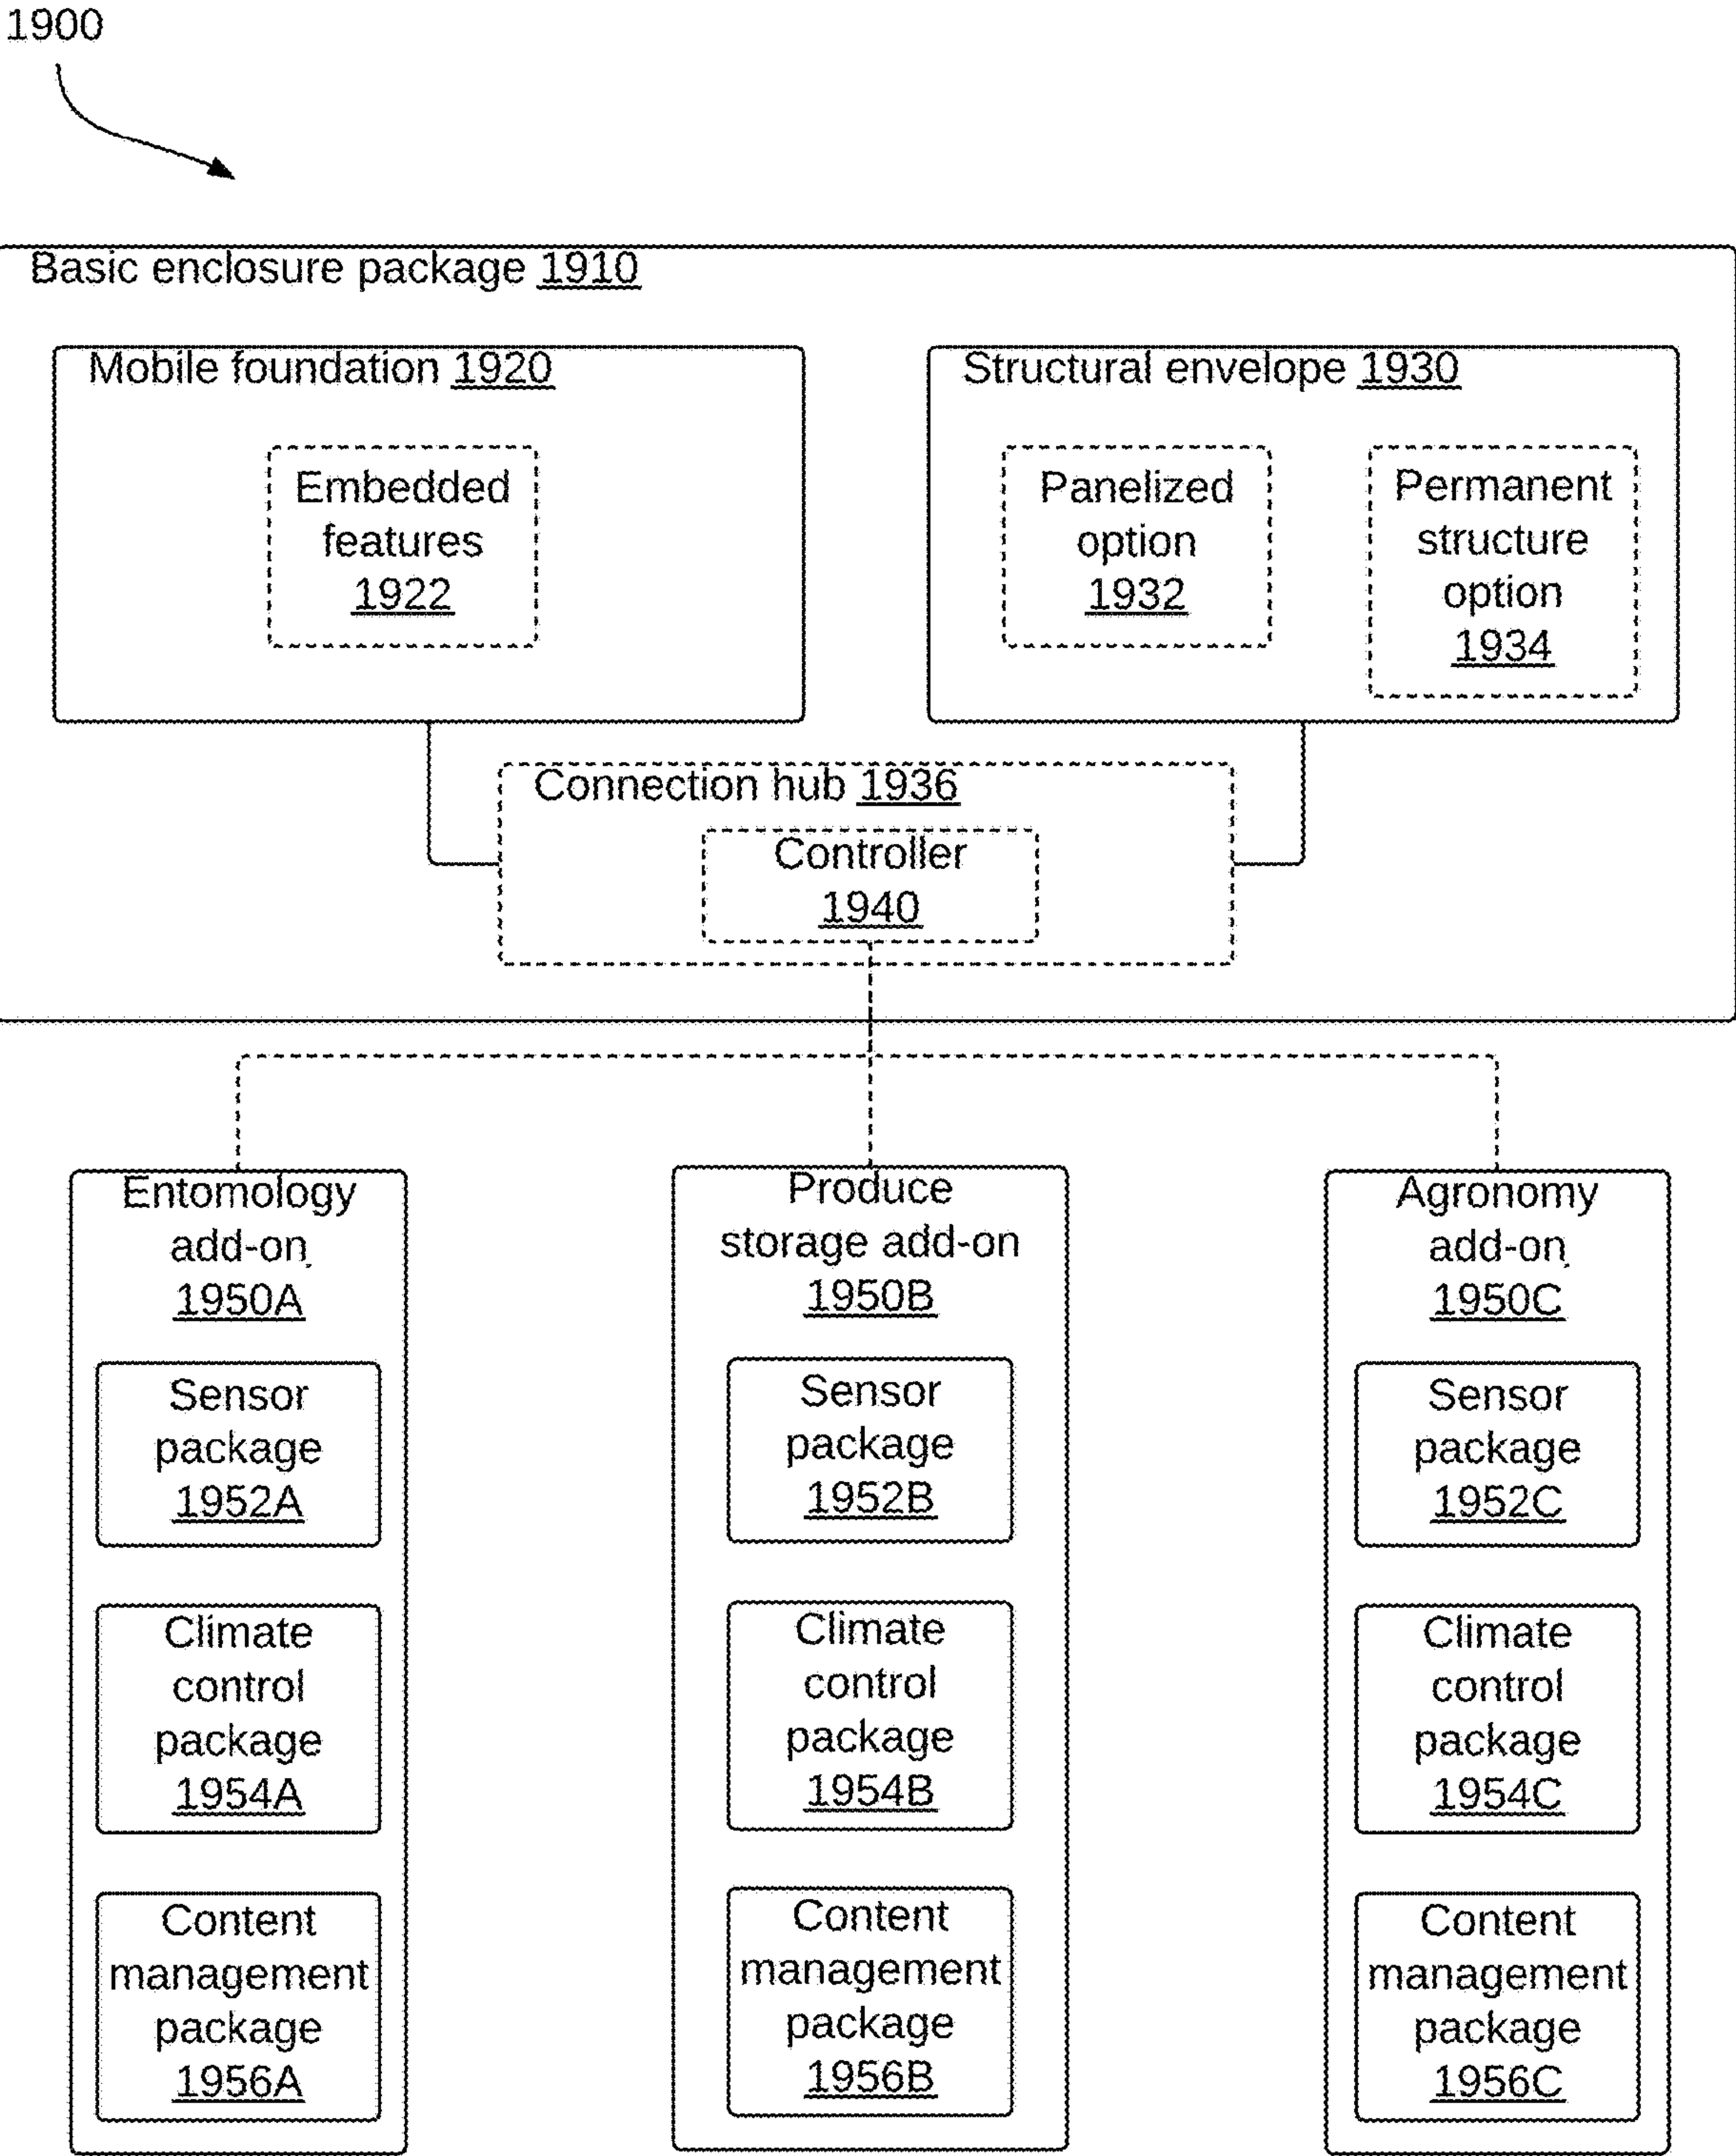 1900
Basic enclosure package 1910
Mobile foundation 1920
Embedded
features
1922
Structural envelope 1930
Panelized
option
1932
Permanent
structure
option
1934
Connection hub 1936
Controller
1940
Entomology
add-on
1950A
Sensor
package
1952A
Climate
control
package
1954A
Content
management
package
1956A
Produce
storage add-on
1950B
Sensor
package
1952B
Climate
control
package
1954B
Content
management
package
1956B
Agronomy
add-on
1950C
Sensor
package
1952C
Climate
control
package
1954C
Content
management
package
1956C